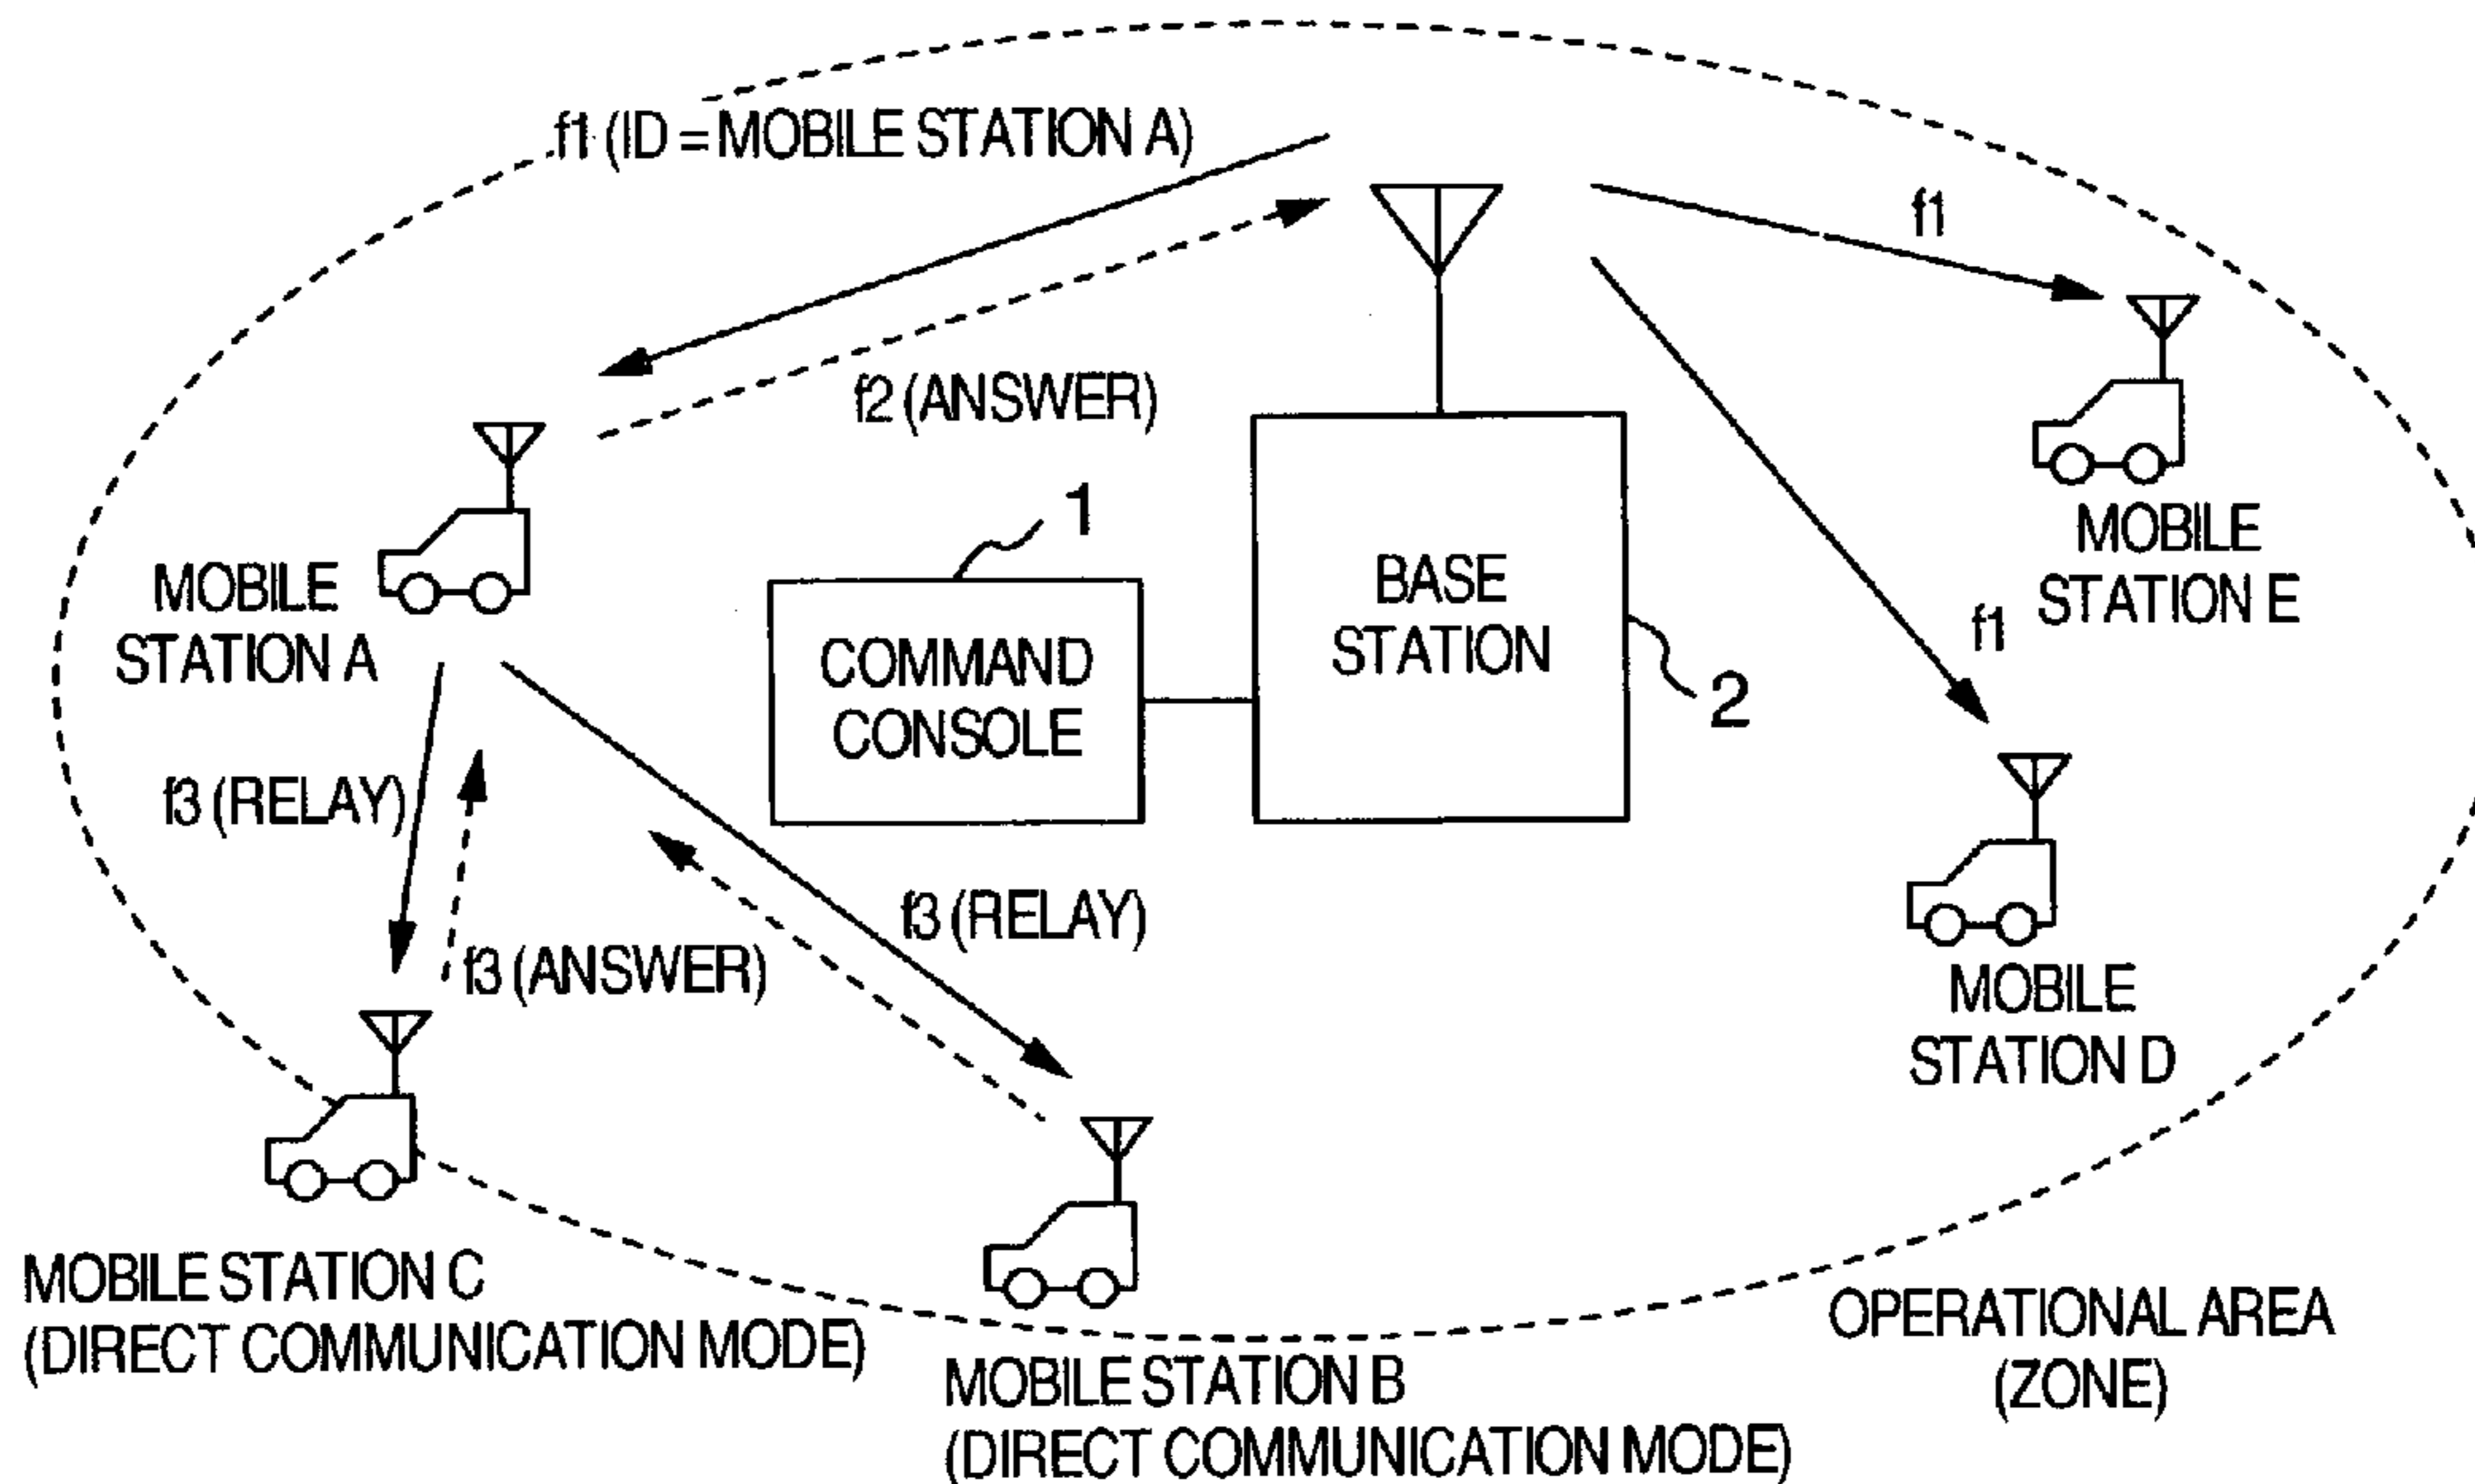 f1 (ID = MOBILE STATION A)
f1
f2 (ANSWER)
1
MOBILE
STATION A
COMMAND
CONSOLE
BASE
STATION
2
MOBILE
STATION E
f1
f3 (RELAY)
f3 (RELAY)
f3 (ANSWER)
MOBILE
STATION D
MOBILE STATION C
(DIRECT COMMUNICATION MODE)
MOBILE STATION B
(DIRECT COMMUNICATION MODE)
OPERATIONAL AREA
(ZONE)